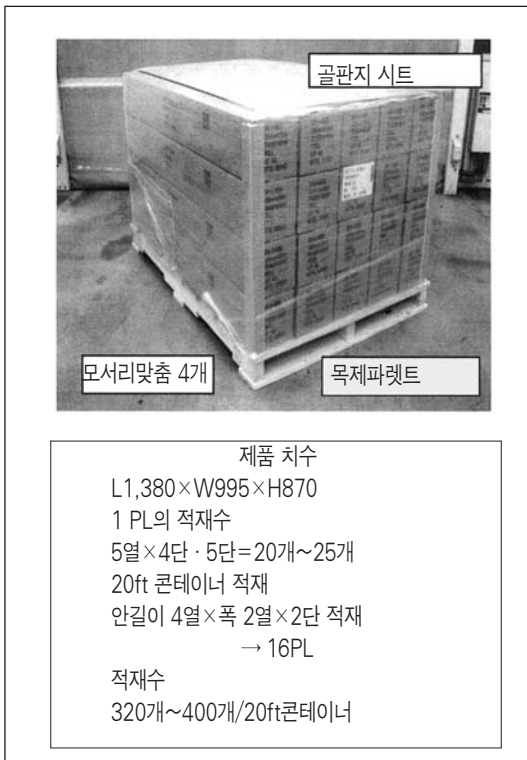 골판지 시트
모서리맞춤 4개
목제파렛트
제품 치수
L1,380×W995×H870
1 PL의 적재수
5열×4단 · 5단=20개~25개
20ft 콘테이너 적재
안길이 4열×폭 2열×2단 적재
→ 16PL
적재수
320개~400개/20ft콘테이너